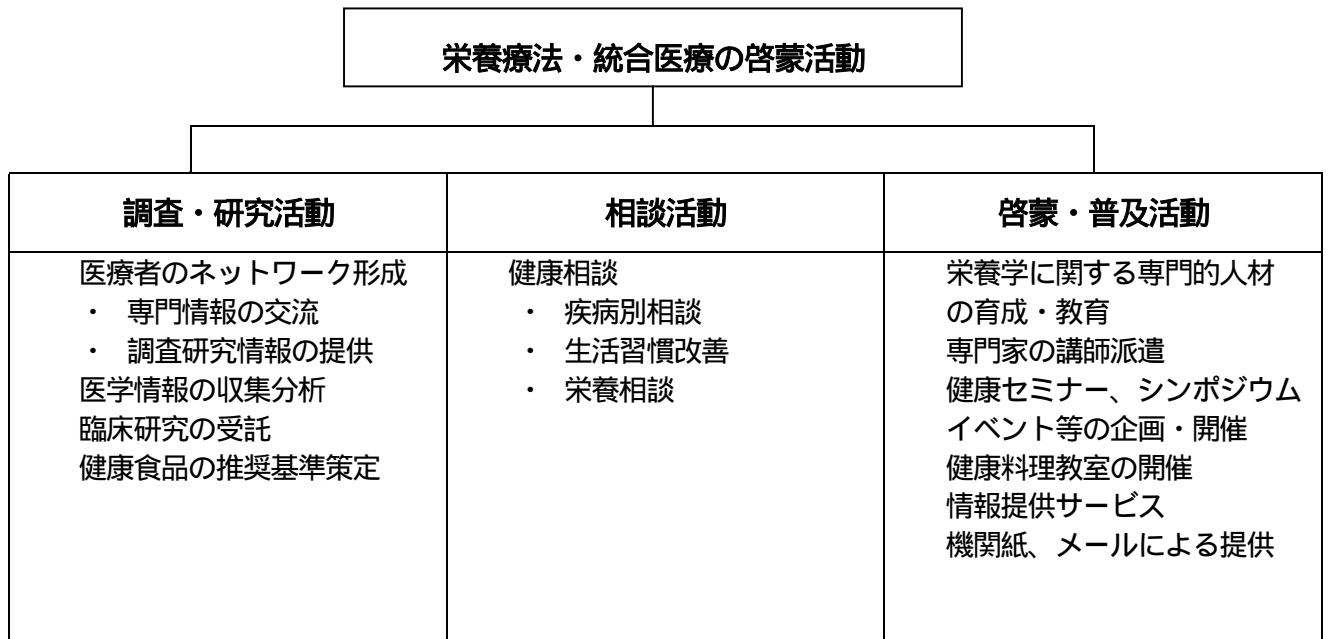 栄養療法・統合医療の啓蒙活動
調査・研究活動
医療者のネットワーク形成
・ 専門情報の交流
・ 調査研究情報の提供
医学情報の収集分析
臨床研究の受託
健康食品の推奨基準策定
相談活動
健康相談
・ 疾病別相談
・ 生活習慣改善
・ 栄養相談
啓蒙・普及活動
栄養学に関する専門的人材
の育成・教育
専門家の講師派遣
健康セミナー、シンポジウム
イベント等の企画・開催
健康料理教室の開催
情報提供サービス
機関紙、メールによる提供